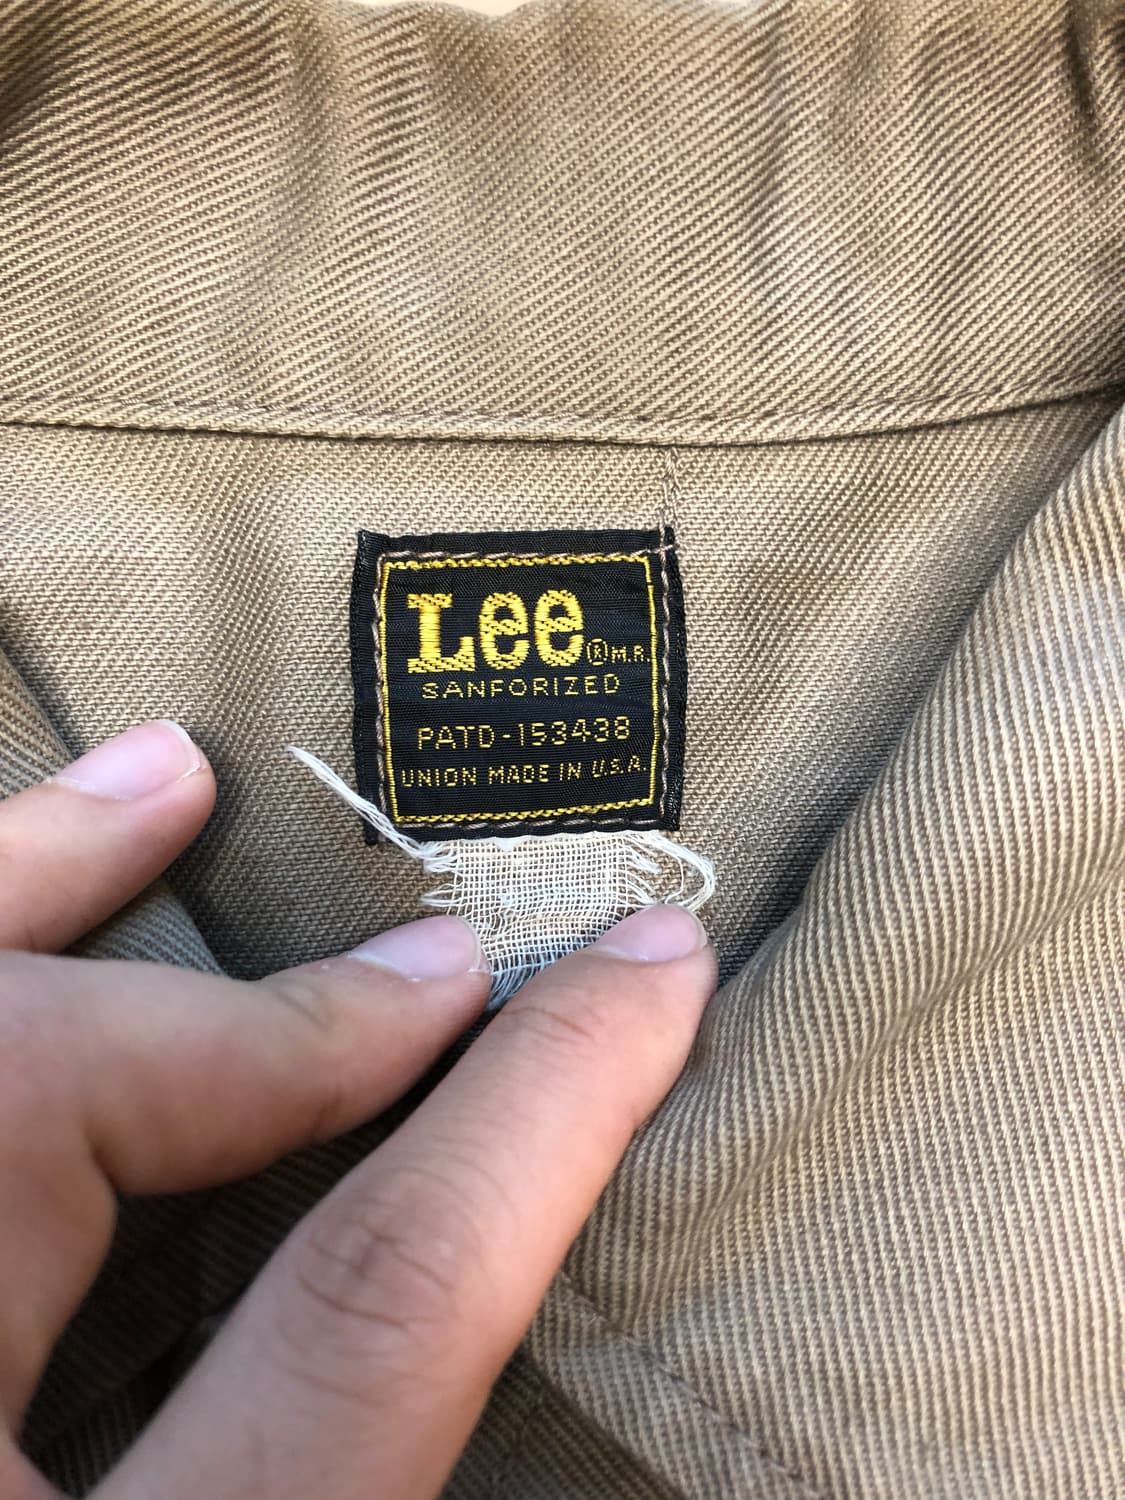 Lee ® M.R.
SANFORIZED
PATD-153438
UNION MADE IN U.S.A.